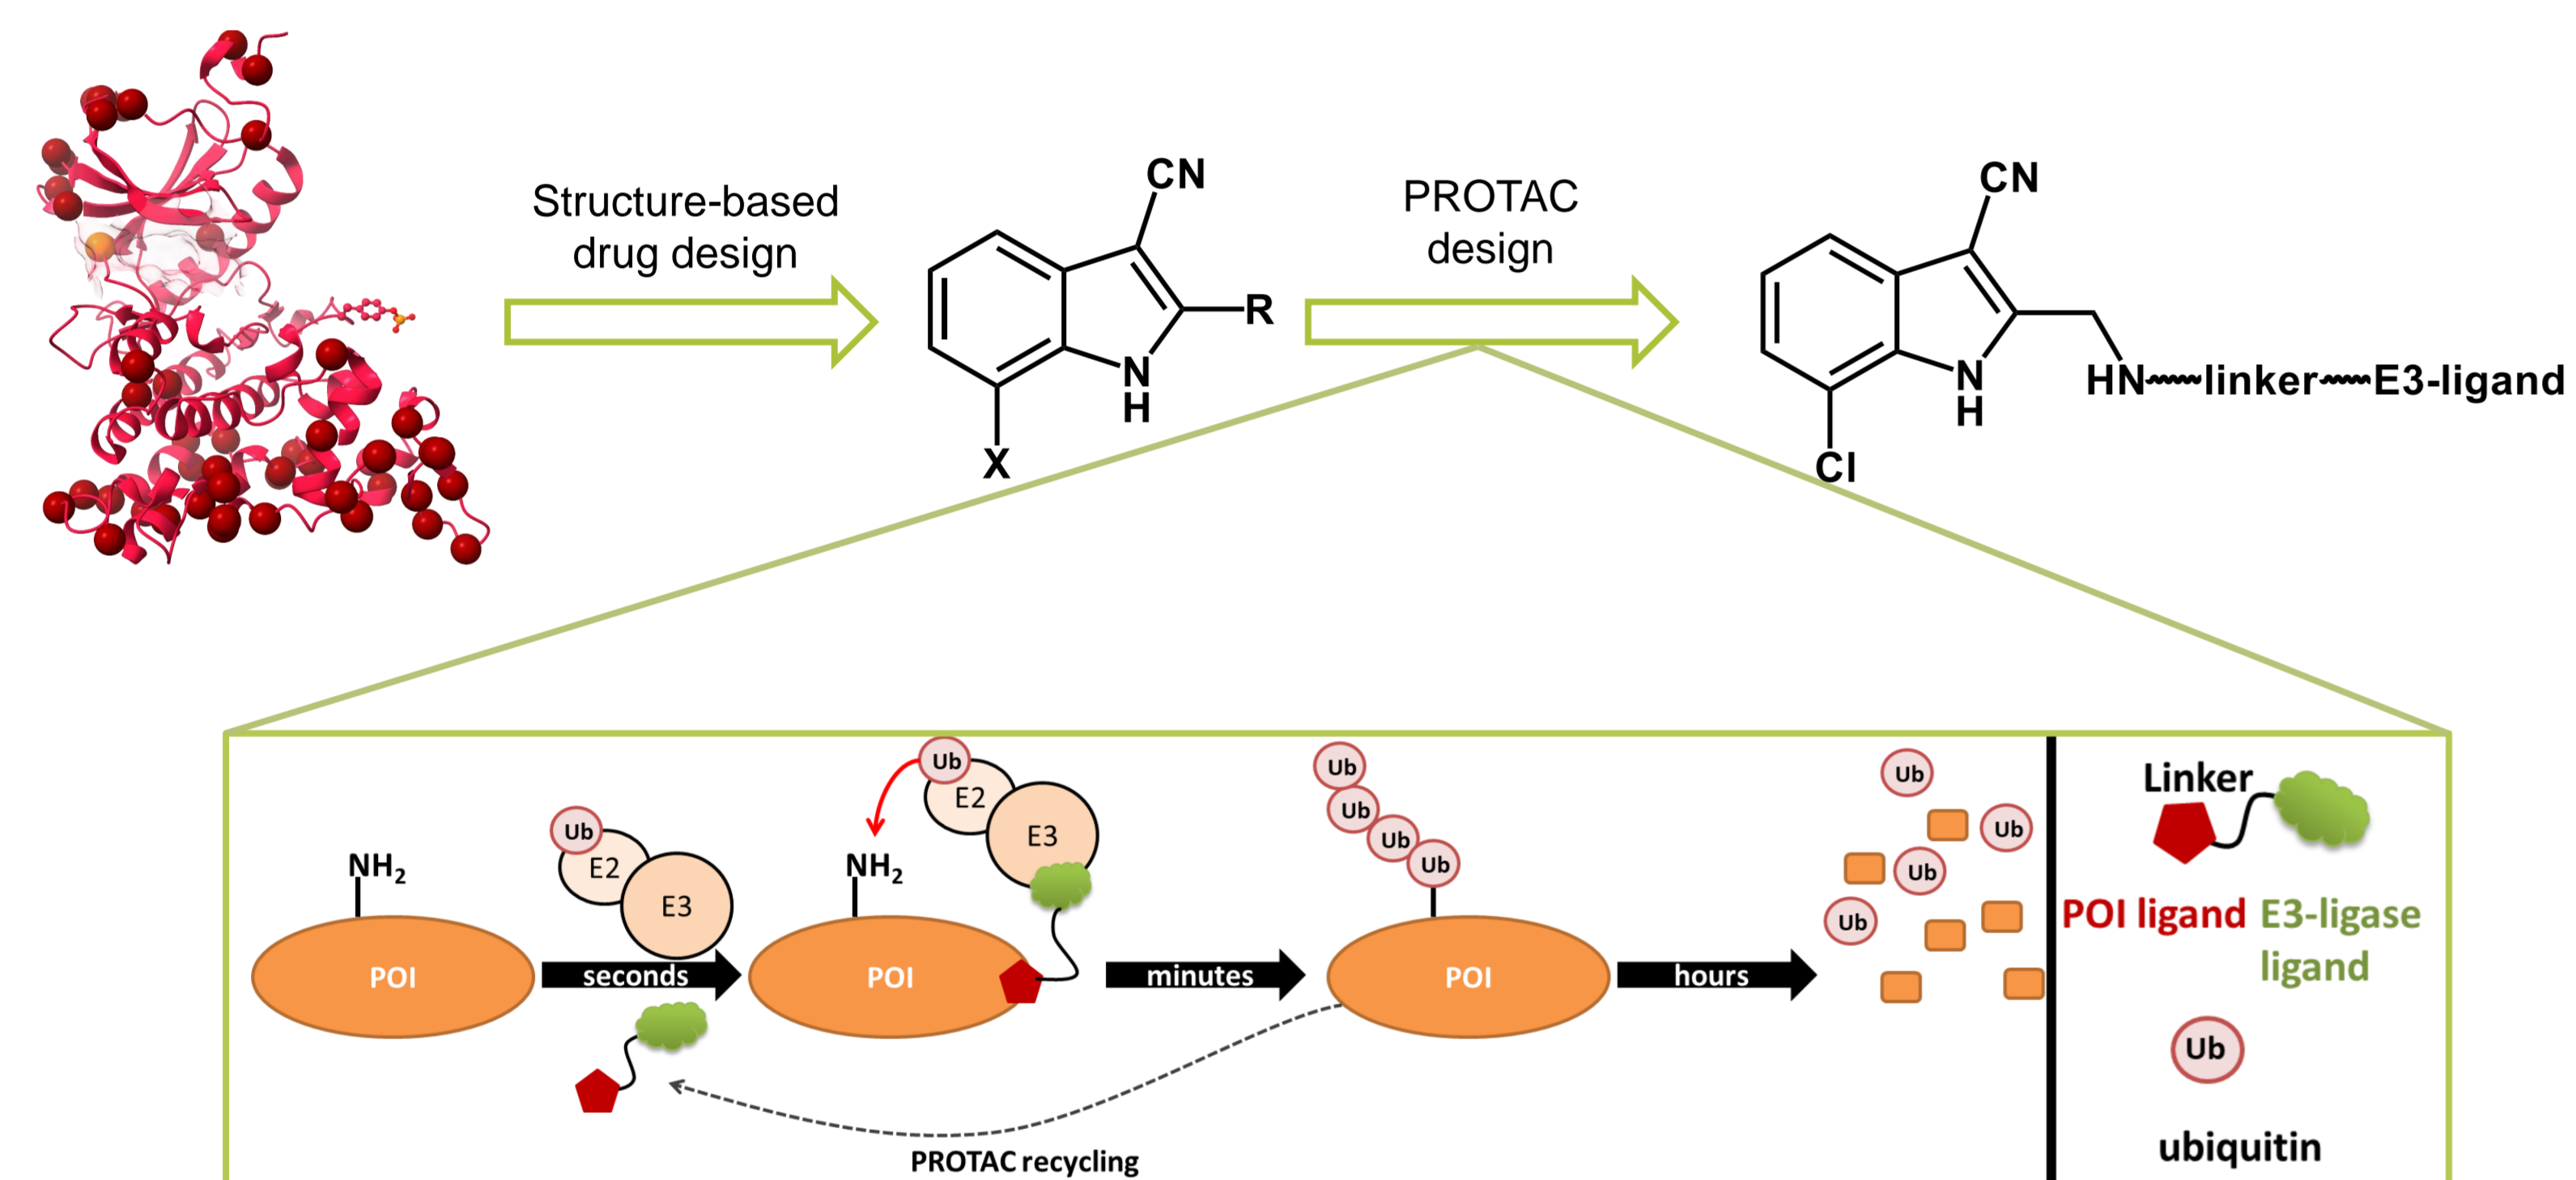 Structure-based
drug design
CN
R
N
H
X
PROTAC
design
CN
N
H
Cl
HN linker E3-ligand
NH₂
POI
Ub
E2
E3
seconds
Ub
E2
E3
NH₂
POI
minutes
Ub
Ub
Ub
Ub
POI
hours
Ub
Ub
Ub
Ub
PROTAC recycling
Linker
POI ligand E3-ligase
ligand
Ub
ubiquitin